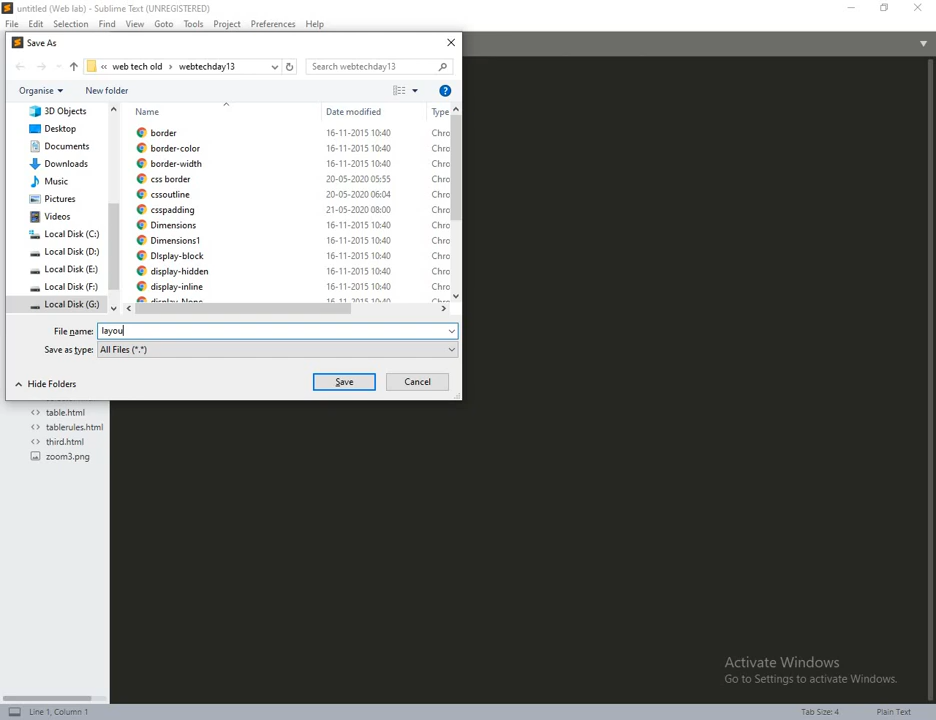 untitled (Web lab) - Sublime Text (UNREGISTERED)
File Edit Selection Find View Goto Tools Project Preferences Help
Save As
« web tech old › webtechday13
Search webtechday13
Organise
New folder
Name Date modified Type
3D Objects
Desktop
Documents
Downloads
Music
Pictures
Videos
Local Disk (C:)
Local Disk (D:)
Local Disk (E:)
Local Disk (F:)
Local Disk (G:)
border 16-11-2015 10:40 Chro
border-color 16-11-2015 10:40 Chro
border-width 16-11-2015 10:40 Chro
css border 20-05-2020 05:55 Chro
cssoutline 20-05-2020 06:04 Chro
csspadding 21-05-2020 08:00 Chro
Dimensions 16-11-2015 10:40 Chro
Dimensions1 16-11-2015 10:40 Chro
DIsplay-block 16-11-2015 10:40 Chro
display-hidden 16-11-2015 10:40 Chro
display-inline 16-11-2015 10:40 Chro
display-None 16-11-2015 10:40 Chro
File name: layou
Save as type: All Files (*.*)
Hide Folders
Save
Cancel
table.html
tablerules.html
third.html
zoom3.png
Activate Windows
Go to Settings to activate Windows.
Line 1, Column 1
Tab Size: 4
Plain Text